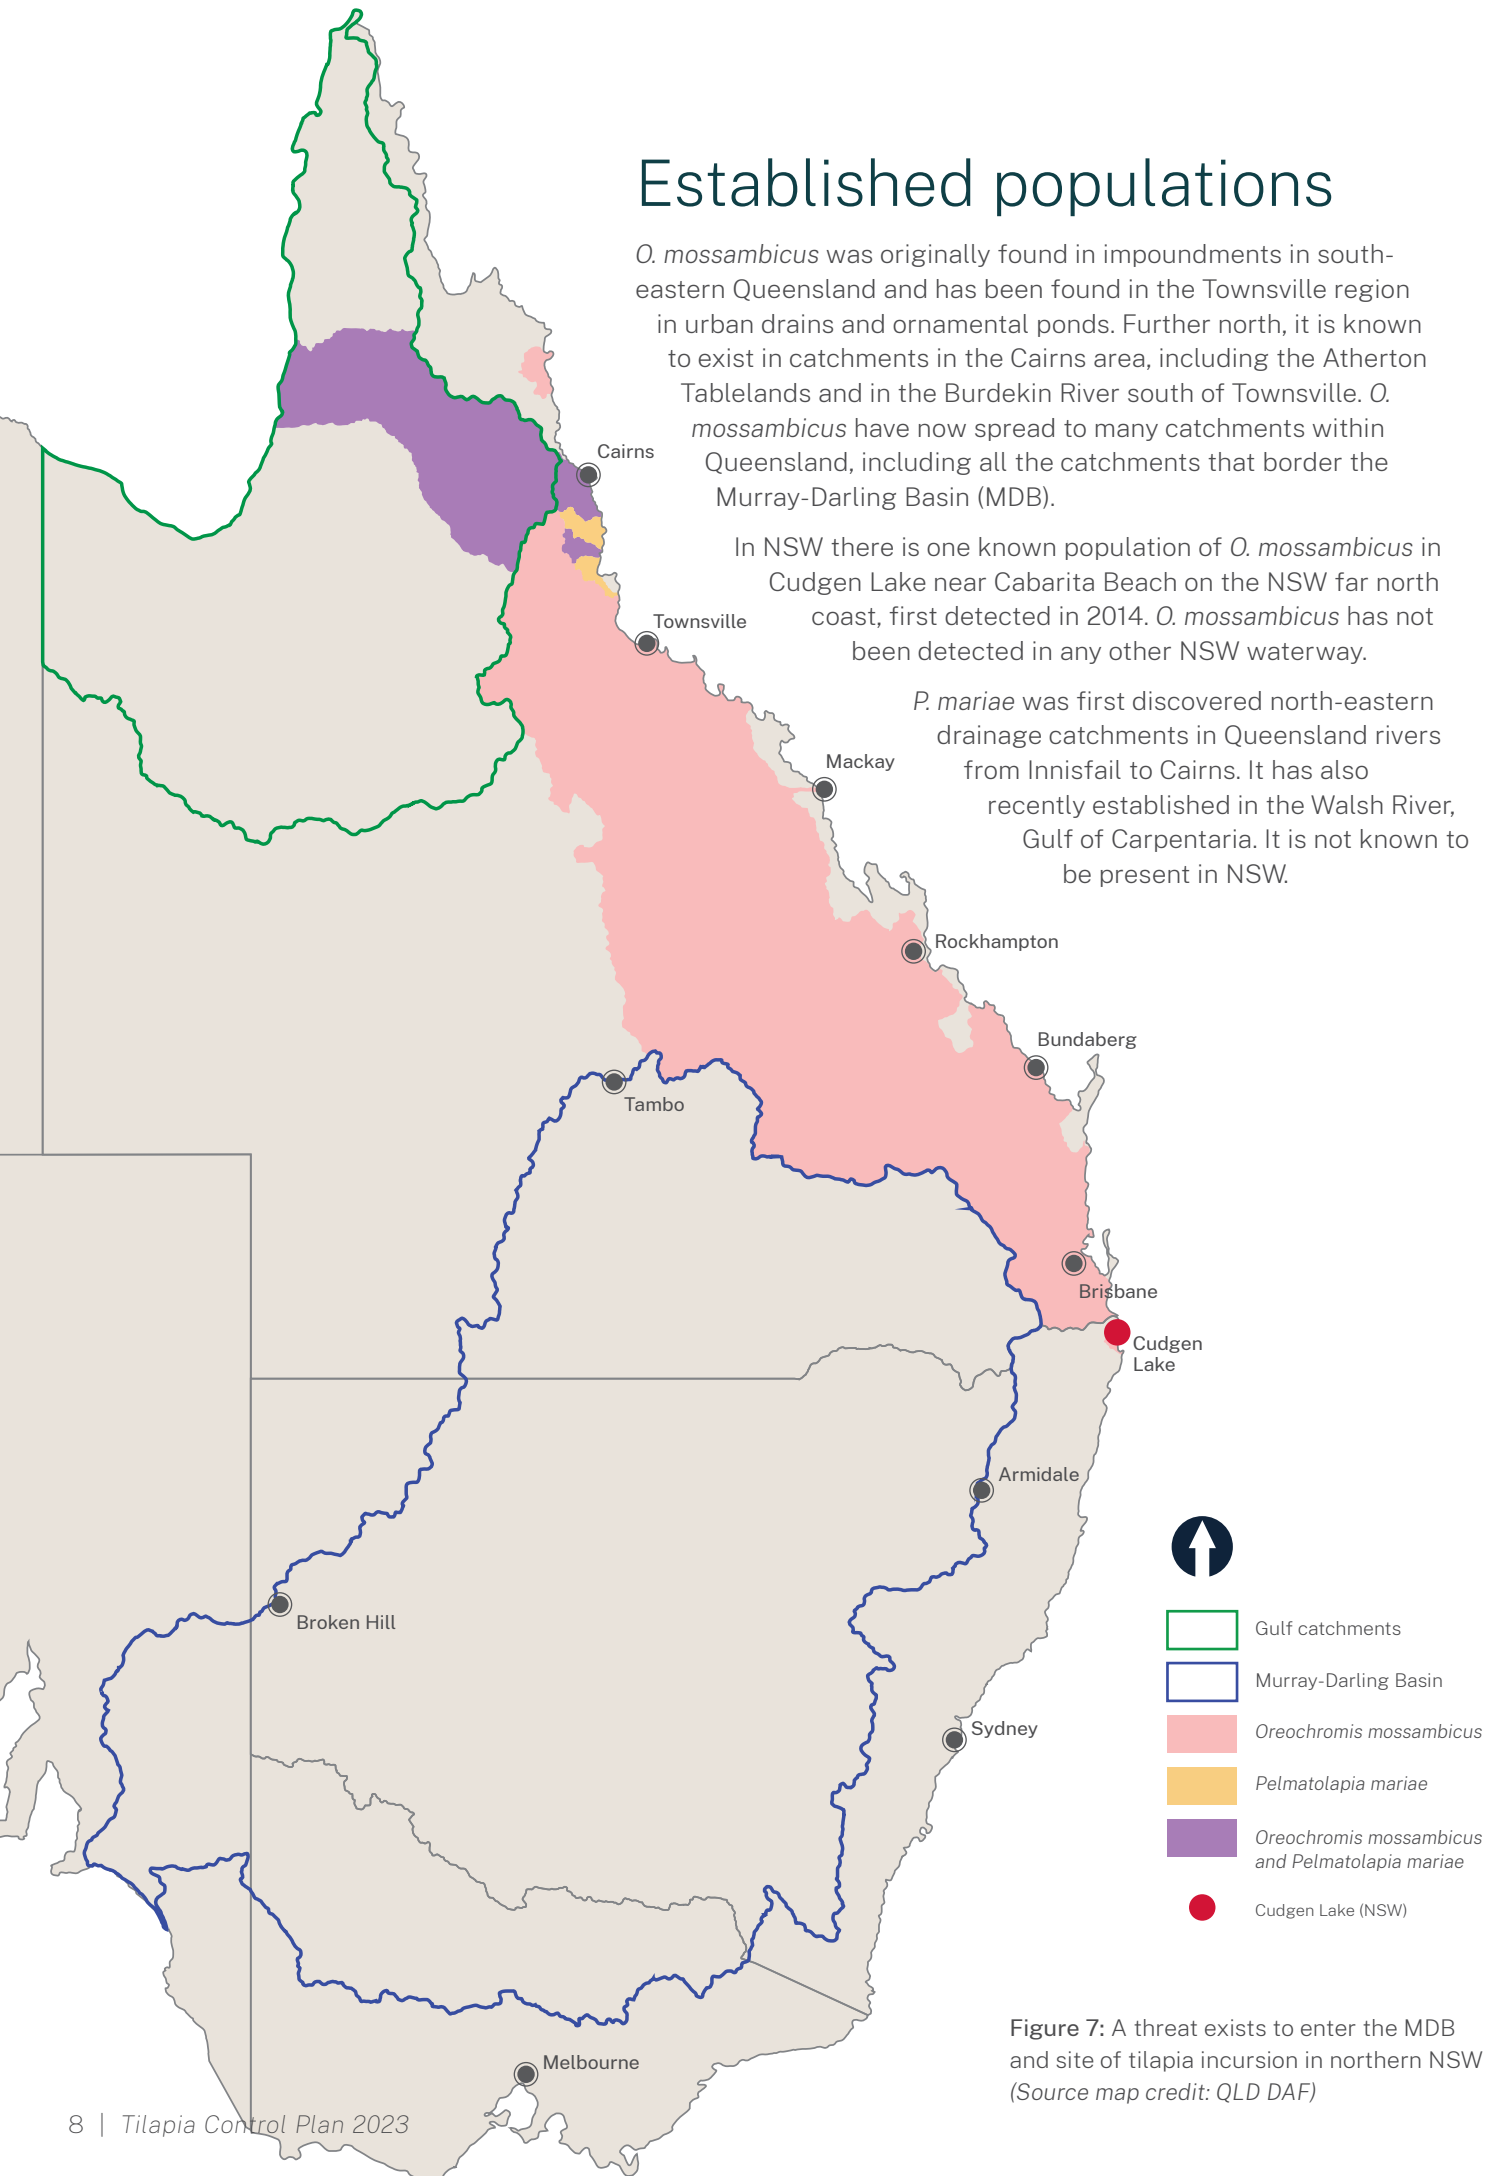 Established populations
O. mossambicus was originally found in impoundments in south-
eastern Queensland and has been found in the Townsville region
in urban drains and ornamental ponds. Further north, it is known
to exist in catchments in the Cairns area, including the Atherton
Tablelands and in the Burdekin River south of Townsville. O.
mossambicus have now spread to many catchments within
Queensland, including all the catchments that border the
Murray-Darling Basin (MDB).
In NSW there is one known population of O. mossambicus in
Cudgen Lake near Cabarita Beach on the NSW far north
coast, first detected in 2014. O. mossambicus has not
been detected in any other NSW waterway.
P. mariae was first discovered north-eastern
drainage catchments in Queensland rivers
from Innisfail to Cairns. It has also
recently established in the Walsh River,
Gulf of Carpentaria. It is not known to
be present in NSW.
Cairns
Townsville
Mackay
Rockhampton
Bundaberg
Tambo
Brisbane
Cudgen
Lake
Armidale
Broken Hill
Sydney
Melbourne
Gulf catchments
Murray-Darling Basin
Oreochromis mossambicus
Pelmatolapia mariae
Oreochromis mossambicus
and Pelmatolapia mariae
Cudgen Lake (NSW)
Figure 7: A threat exists to enter the MDB
and site of tilapia incursion in northern NSW
(Source map credit: QLD DAF)
8 | Tilapia Control Plan 2023